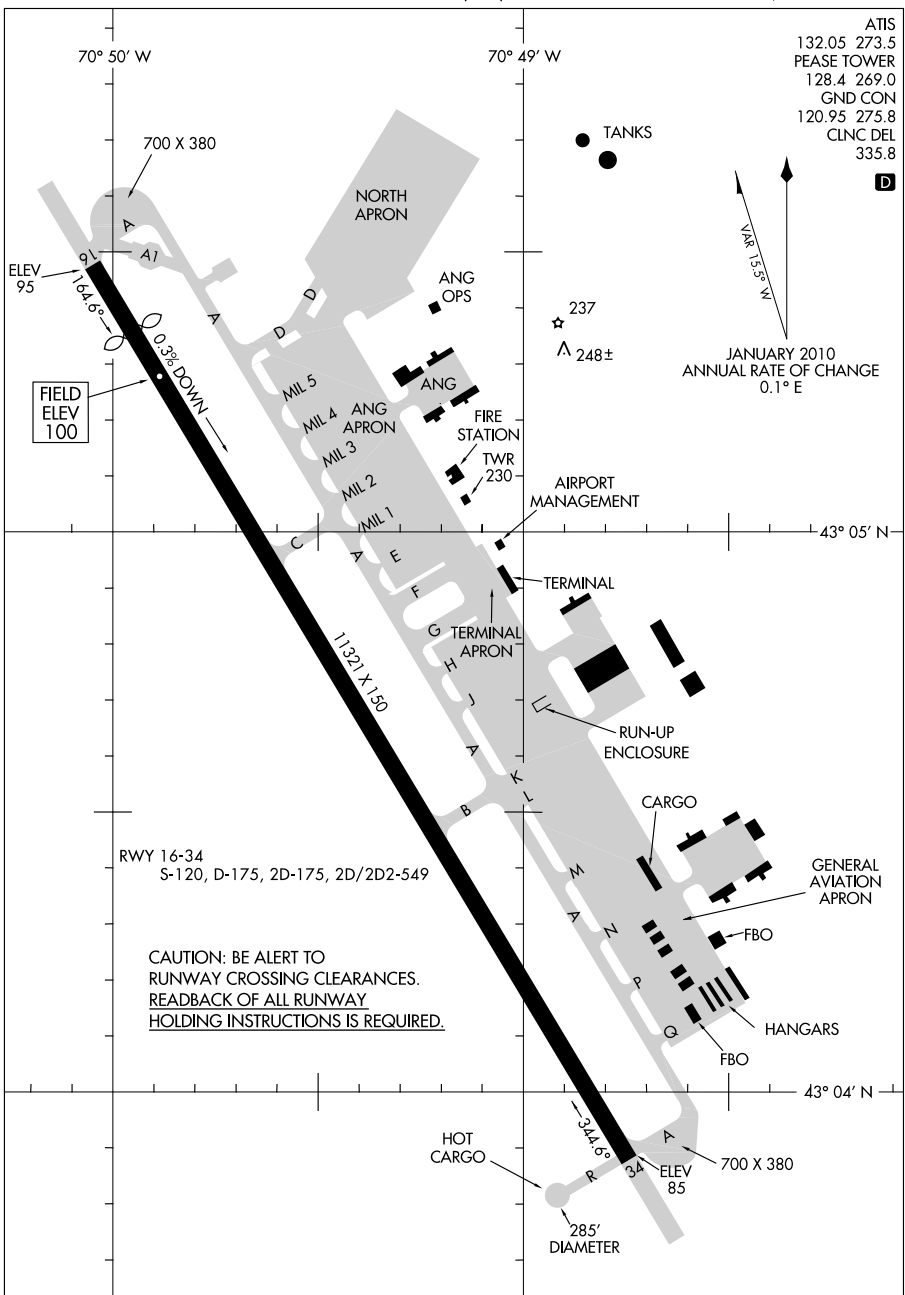 ATIS
132.05 273.5
PEASE TOWER
128.4 269.0
GND CON
120.95 275.8
CLNC DEL
335.8
D
70° 50' W
70° 49' W
700 X 380
TANKS
NORTH
APRON
VAR 15.5° W
JANUARY 2010
ANNUAL RATE OF CHANGE
0.1° E
A
A1
16
ELEV
95
164.6°
0.3% DOWN
FIELD
ELEV
100
A
D
D
ANG
OPS
237
248±
ANG
MIL 5
MIL 4
MIL 3
MIL 2
MIL 1
ANG
APRON
FIRE
STATION
TWR
230
AIRPORT
MANAGEMENT
43° 05' N
C
A
E
F
G
H
J
A
TERMINAL
TERMINAL
APRON
11321 X 150
RUN-UP
ENCLOSURE
K
L
B
CARGO
RWY 16-34
S-120, D-175, 2D-175, 2D/2D2-549
M
A
N
P
Q
GENERAL
AVIATION
APRON
FBO
HANGARS
FBO
CAUTION: BE ALERT TO
RUNWAY CROSSING CLEARANCES.
READBACK OF ALL RUNWAY
HOLDING INSTRUCTIONS IS REQUIRED.
43° 04' N
344.6°
HOT
CARGO
R
34
A
ELEV
85
700 X 380
285'
DIAMETER